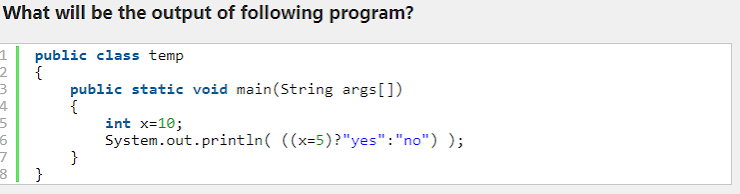 What will be the output of following program?
1 public class temp
2 {
3 public static void main(String args[])
4 {
5 int x=10;
6 System.out.println( ((x=5)?"yes":"no") );
7 }
8 }